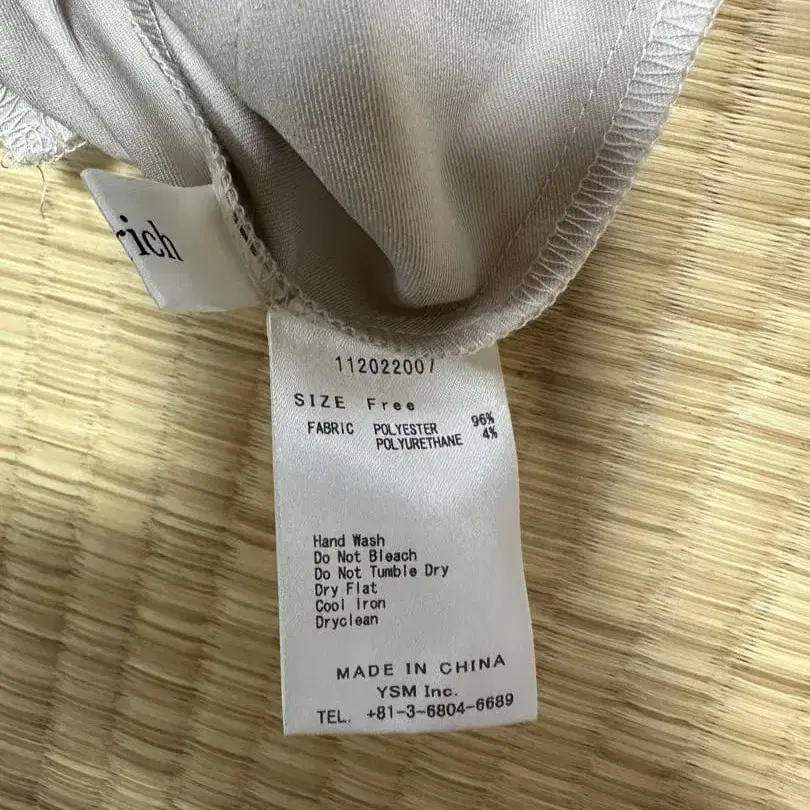 rich
112022007
SIZE Free
FABRIC POLYESTER 96%
POLYURETHANE 4%
Hand Wash
Do Not Bleach
Do Not Tumble Dry
Dry Flat
Cool Iron
Dryclean
MADE IN CHINA
YSM Inc.
TEL. +81-3-6804-6689